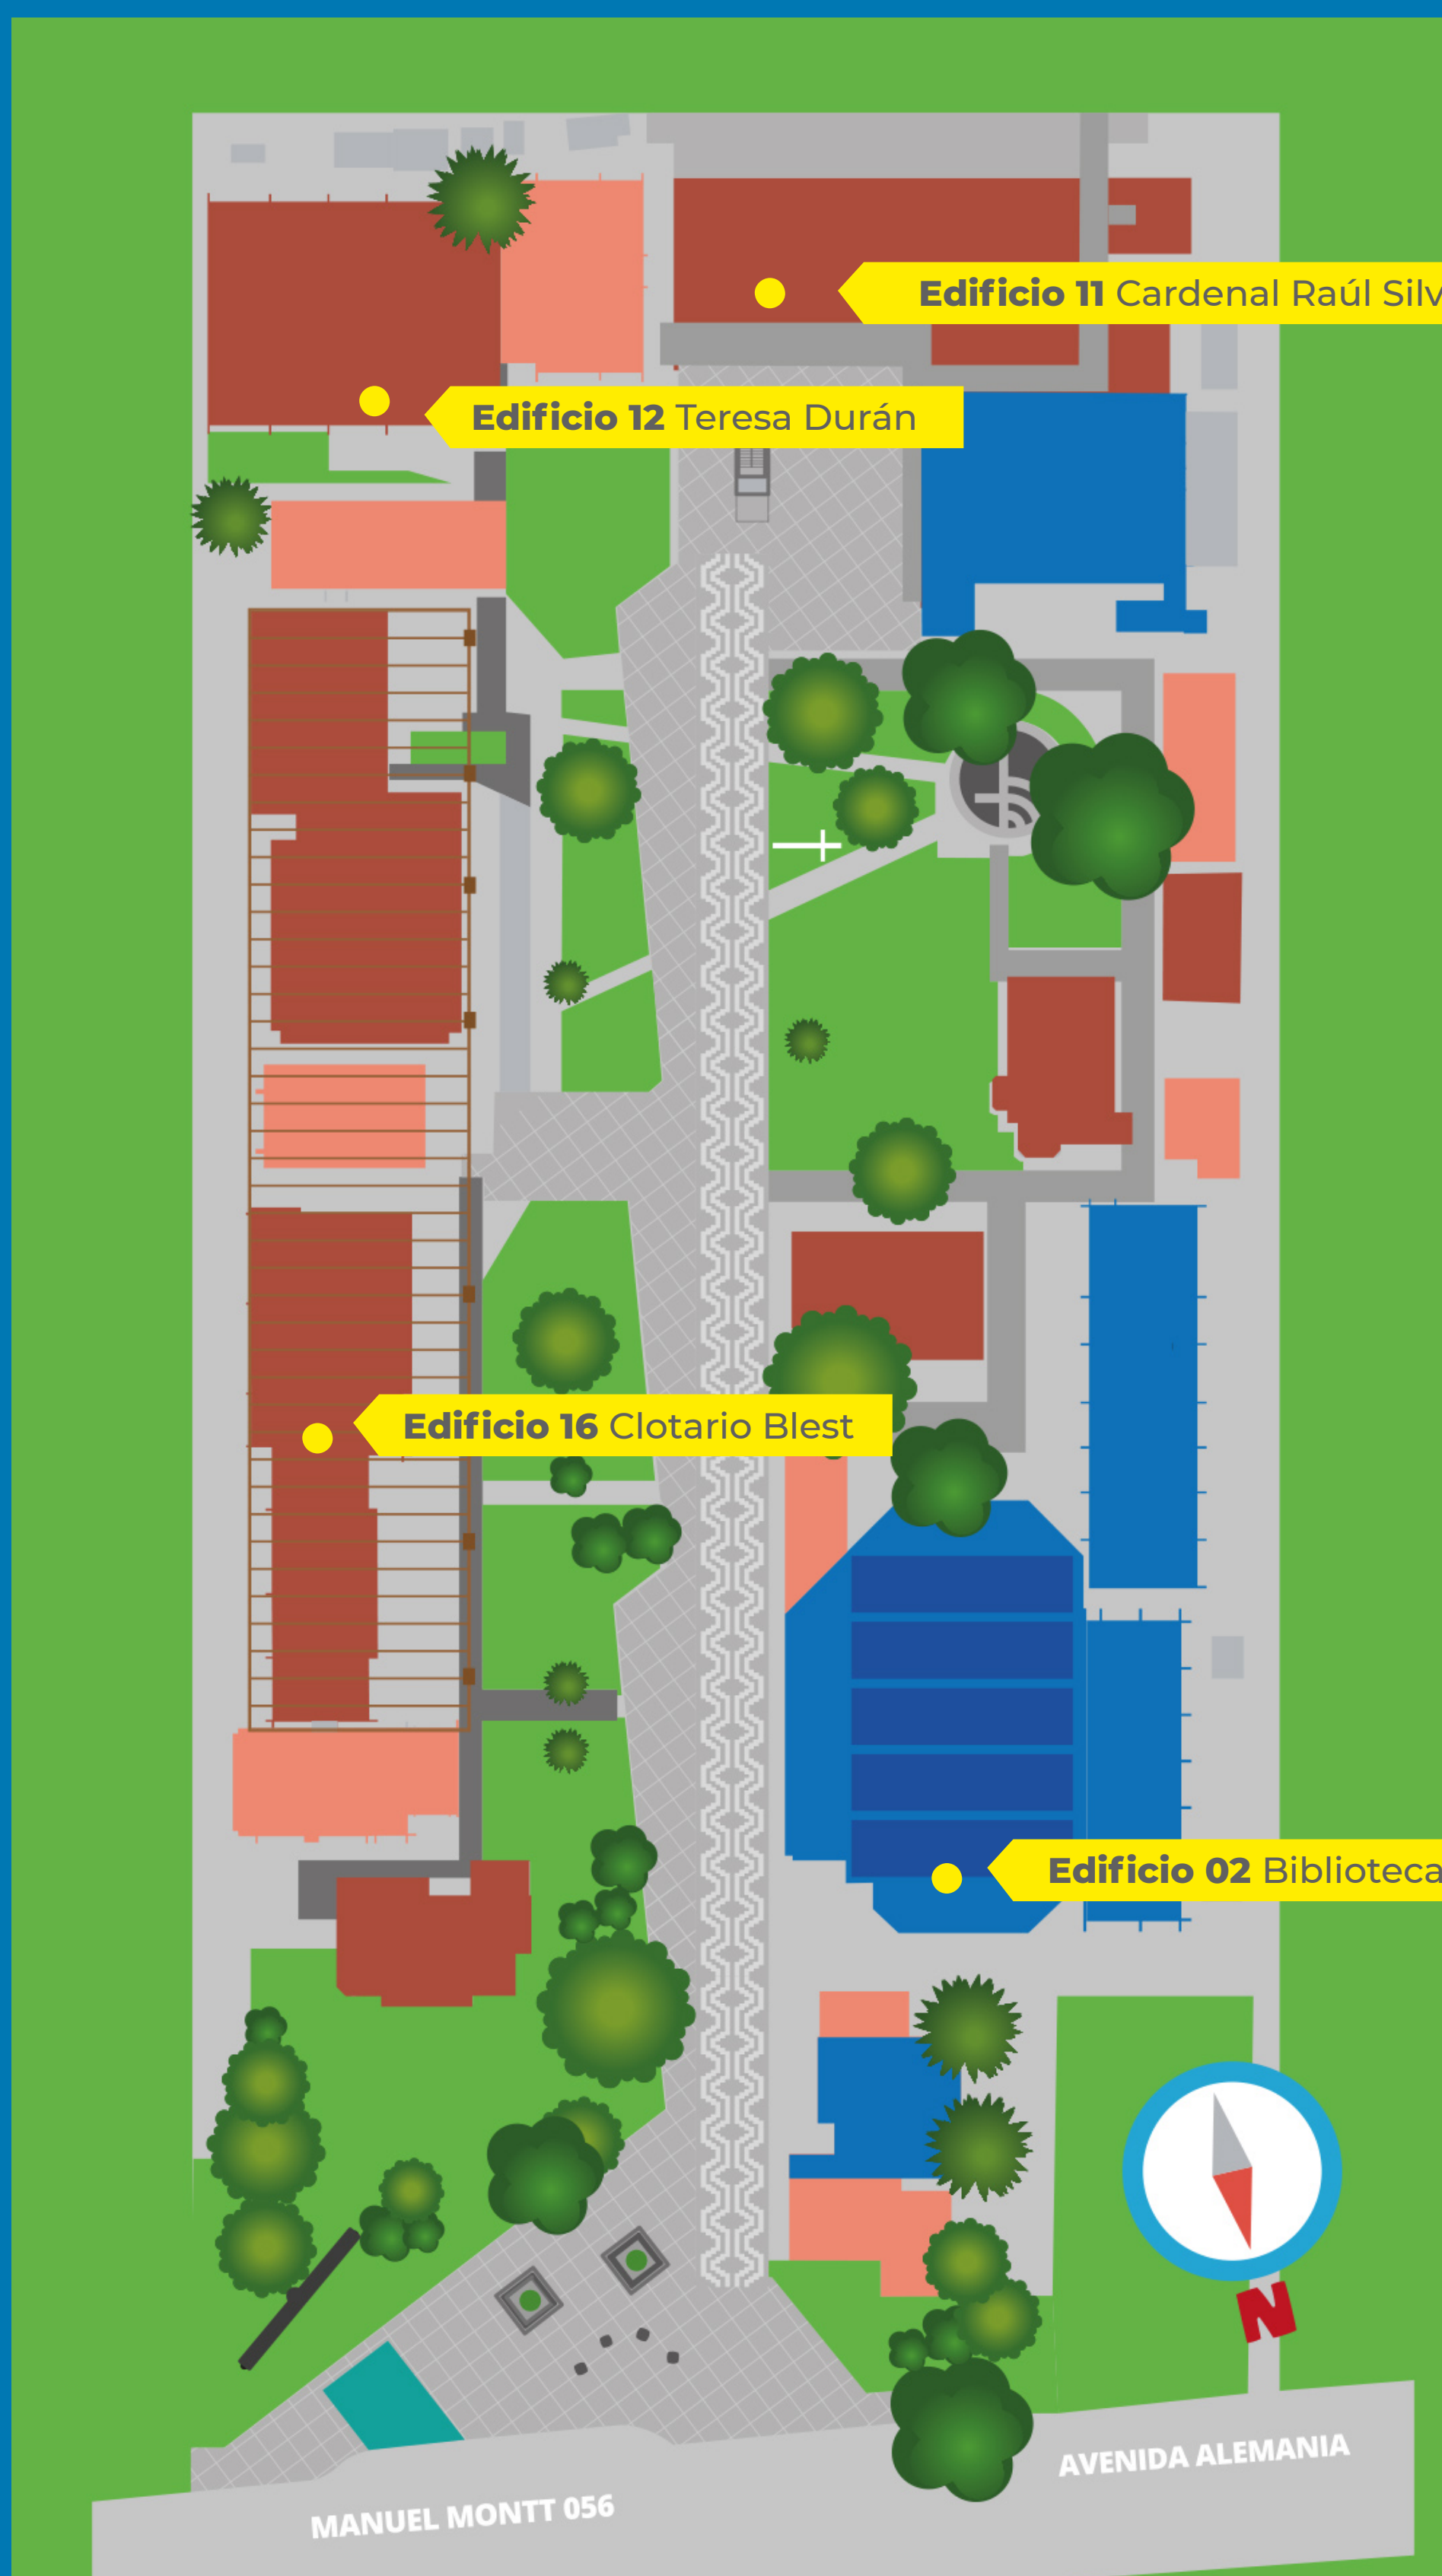 Edificio 11 Cardenal Raúl Silv
Edificio 12 Teresa Durán
Edificio 16 Clotario Blest
Edificio 02 Biblioteca
N
AVENIDA ALEMANIA
MANUEL MONTT 056